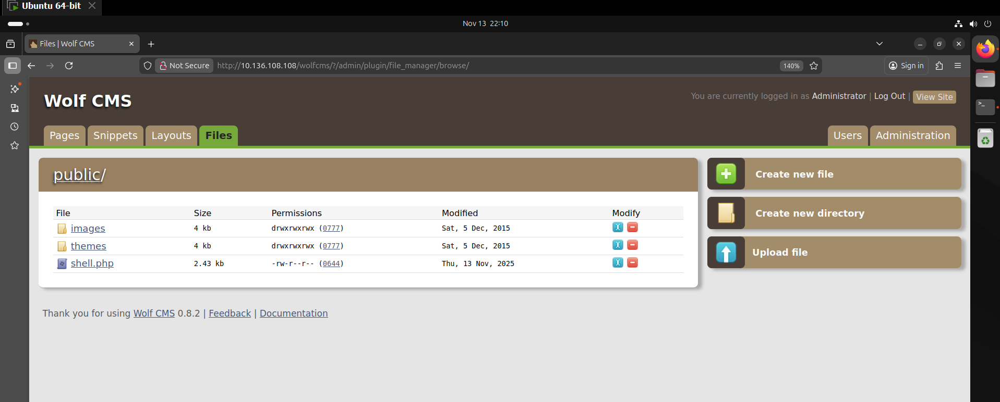 Ubuntu 64-bit
Nov 13 22:10
Files | Wolf CMS
Not Secure http://10.136.108.108/wolfcms/?/admin/plugin/file_manager/browse/ 140% Sign in
Wolf CMS
You are currently logged in as Administrator | Log Out | View Site
Pages Snippets Layouts Files Users Administration
public/
File Size Permissions Modified Modify
images 4 kb drwxrwxrwx (0777) Sat, 5 Dec, 2015
themes 4 kb drwxrwxrwx (0777) Sat, 5 Dec, 2015
shell.php 2.43 kb -rw-r--r-- (0644) Thu, 13 Nov, 2025
Create new file
Create new directory
Upload file
Thank you for using Wolf CMS 0.8.2 | Feedback | Documentation